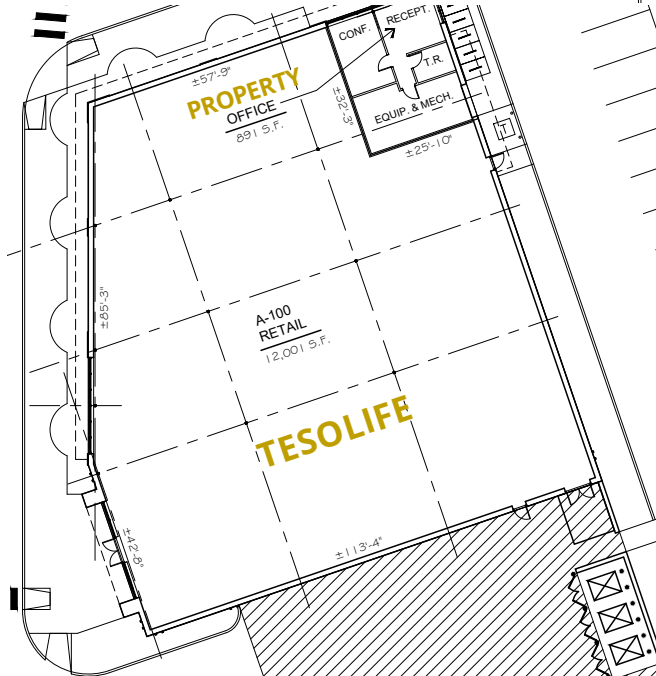 CONF.
RECEPT.
T.R.
EQUIP. & MECH.
±57'-9"
PROPERTY
OFFICE
891 S.F.
±32'-3"
±25'-10"
±85'-3"
A-100
RETAIL
12,001 S.F.
TESOLIFE
±42'-8"
±113'-4"